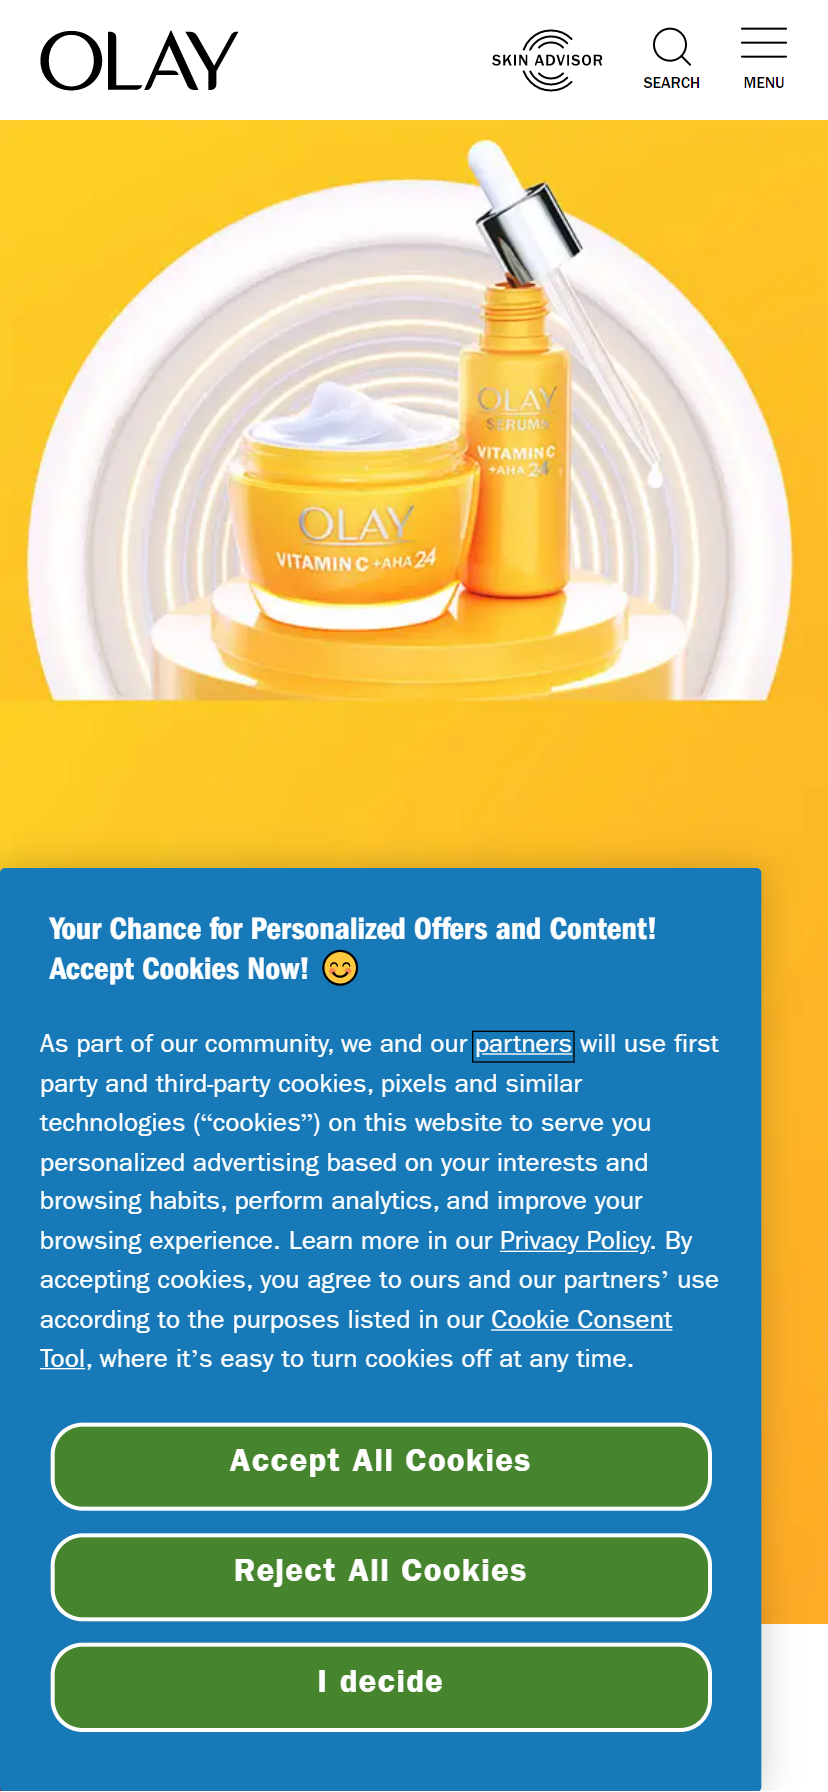 OLAY
SKIN ADVISOR
SEARCH
MENU
OLAY
SERUMS
VITAMIN C
+AHA 24
OLAY
VITAMIN C +AHA 24
Your Chance for Personalized Offers and Content!
Accept Cookies Now! 😊
As part of our community, we and our partners will use first
party and third-party cookies, pixels and similar
technologies (“cookies”) on this website to serve you
personalized advertising based on your interests and
browsing habits, perform analytics, and improve your
browsing experience. Learn more in our Privacy Policy. By
accepting cookies, you agree to ours and our partners’ use
according to the purposes listed in our Cookie Consent
Tool, where it’s easy to turn cookies off at any time.
Accept All Cookies
Reject All Cookies
I decide